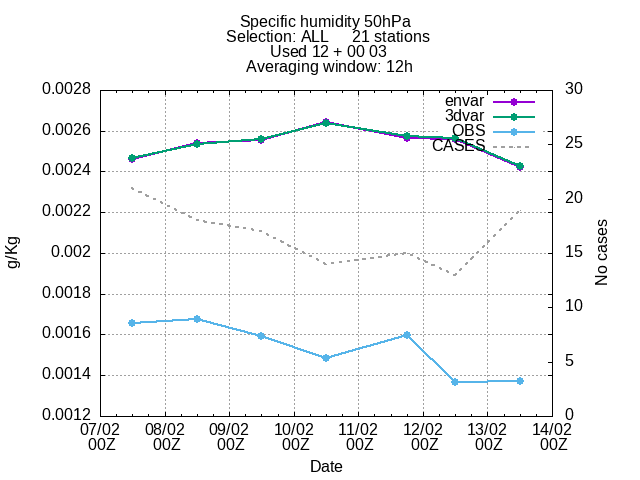 Specific humidity 50hPa
Selection: ALL 21 stations
Used 12 + 00 03
Averaging window: 12h
envar
3dvar
OBS
CASES
0.0028
0.0026
0.0024
0.0022
0.002
0.0018
0.0016
0.0014
0.0012
g/Kg
30
25
20
15
10
5
0
No cases
07/02 08/02 09/02 10/02 11/02 12/02 13/02 14/02
00Z 00Z 00Z 00Z 00Z 00Z 00Z 00Z
Date